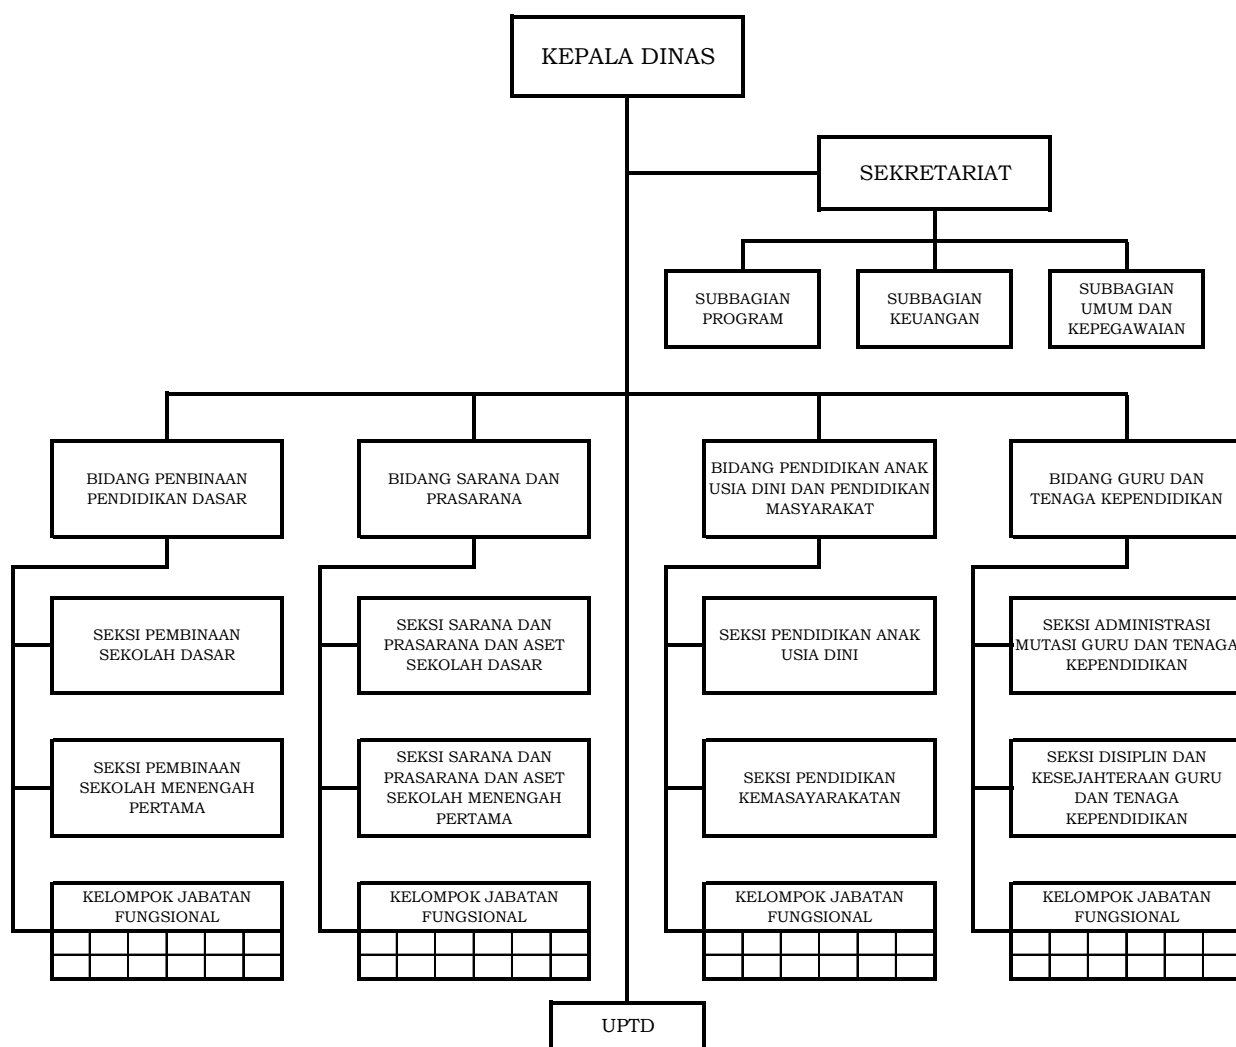 KEPALA DINAS
SEKRETARIAT
SUBBAGIAN
PROGRAM
SUBBAGIAN
KEUANGAN
SUBBAGIAN
UMUM DAN
KEPEGAWAIAN
BIDANG PENBINAAN
PENDIDIKAN DASAR
BIDANG SARANA DAN
PRASARANA
BIDANG PENDIDIKAN ANAK
USIA DINI DAN PENDIDIKAN
MASYARAKAT
BIDANG GURU DAN
TENAGA KEPENDIDIKAN
SEKSI PEMBINAAN
SEKOLAH DASAR
SEKSI SARANA DAN
PRASARANA DAN ASET
SEKOLAH DASAR
SEKSI PENDIDIKAN ANAK
USIA DINI
SEKSI ADMINISTRASI
MUTASI GURU DAN TENAGA
KEPENDIDIKAN
SEKSI PEMBINAAN
SEKOLAH MENENGAH
PERTAMA
SEKSI SARANA DAN
PRASARANA DAN ASET
SEKOLAH MENENGAH
PERTAMA
SEKSI PENDIDIKAN
KEMASAYARAKATAN
SEKSI DISIPLIN DAN
KESEJAHTERAAN GURU
DAN TENAGA
KEPENDIDIKAN
KELOMPOK JABATAN
FUNGSIONAL
KELOMPOK JABATAN
FUNGSIONAL
KELOMPOK JABATAN
FUNGSIONAL
KELOMPOK JABATAN
FUNGSIONAL
UPTD